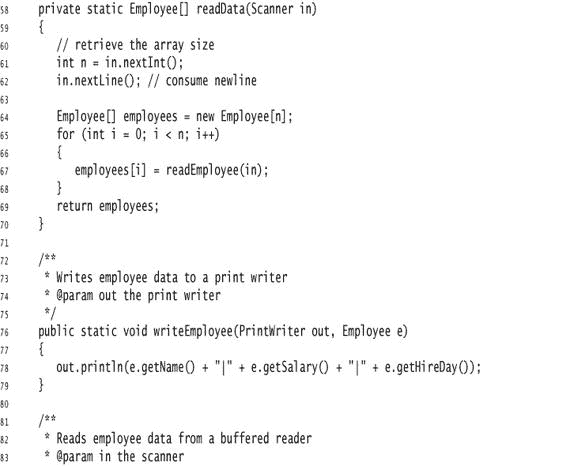 58 private static Employee[] readData(Scanner in)
59 {
60 // retrieve the array size
61 int n = in.nextInt();
62 in.nextLine(); // consume newline
63
64 Employee[] employees = new Employee[n];
65 for (int i = 0; i < n; i++)
66 {
67 employees[i] = readEmployee(in);
68 }
69 return employees;
70 }
71
72 /**
73 * Writes employee data to a print writer
74 * @param out the print writer
75 */
76 public static void writeEmployee(PrintWriter out, Employee e)
77 {
78 out.println(e.getName() + "|" + e.getSalary() + "|" + e.getHireDay());
79 }
80
81 /**
82 * Reads employee data from a buffered reader
83 * @param in the scanner